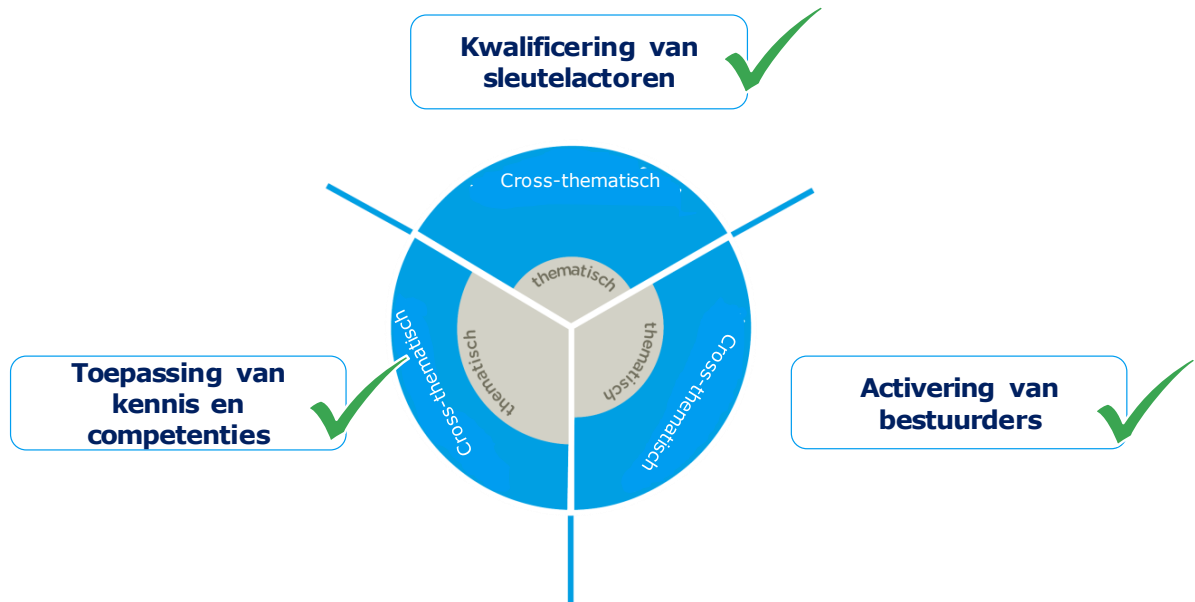 Kwalificering van
sleutelactoren
Cross-thematisch
thematisch
Toepassing van
kennis en
competenties
Cross-thematisch
thematisch
thematisch
Cross-thematisch
Activering van
bestuurders